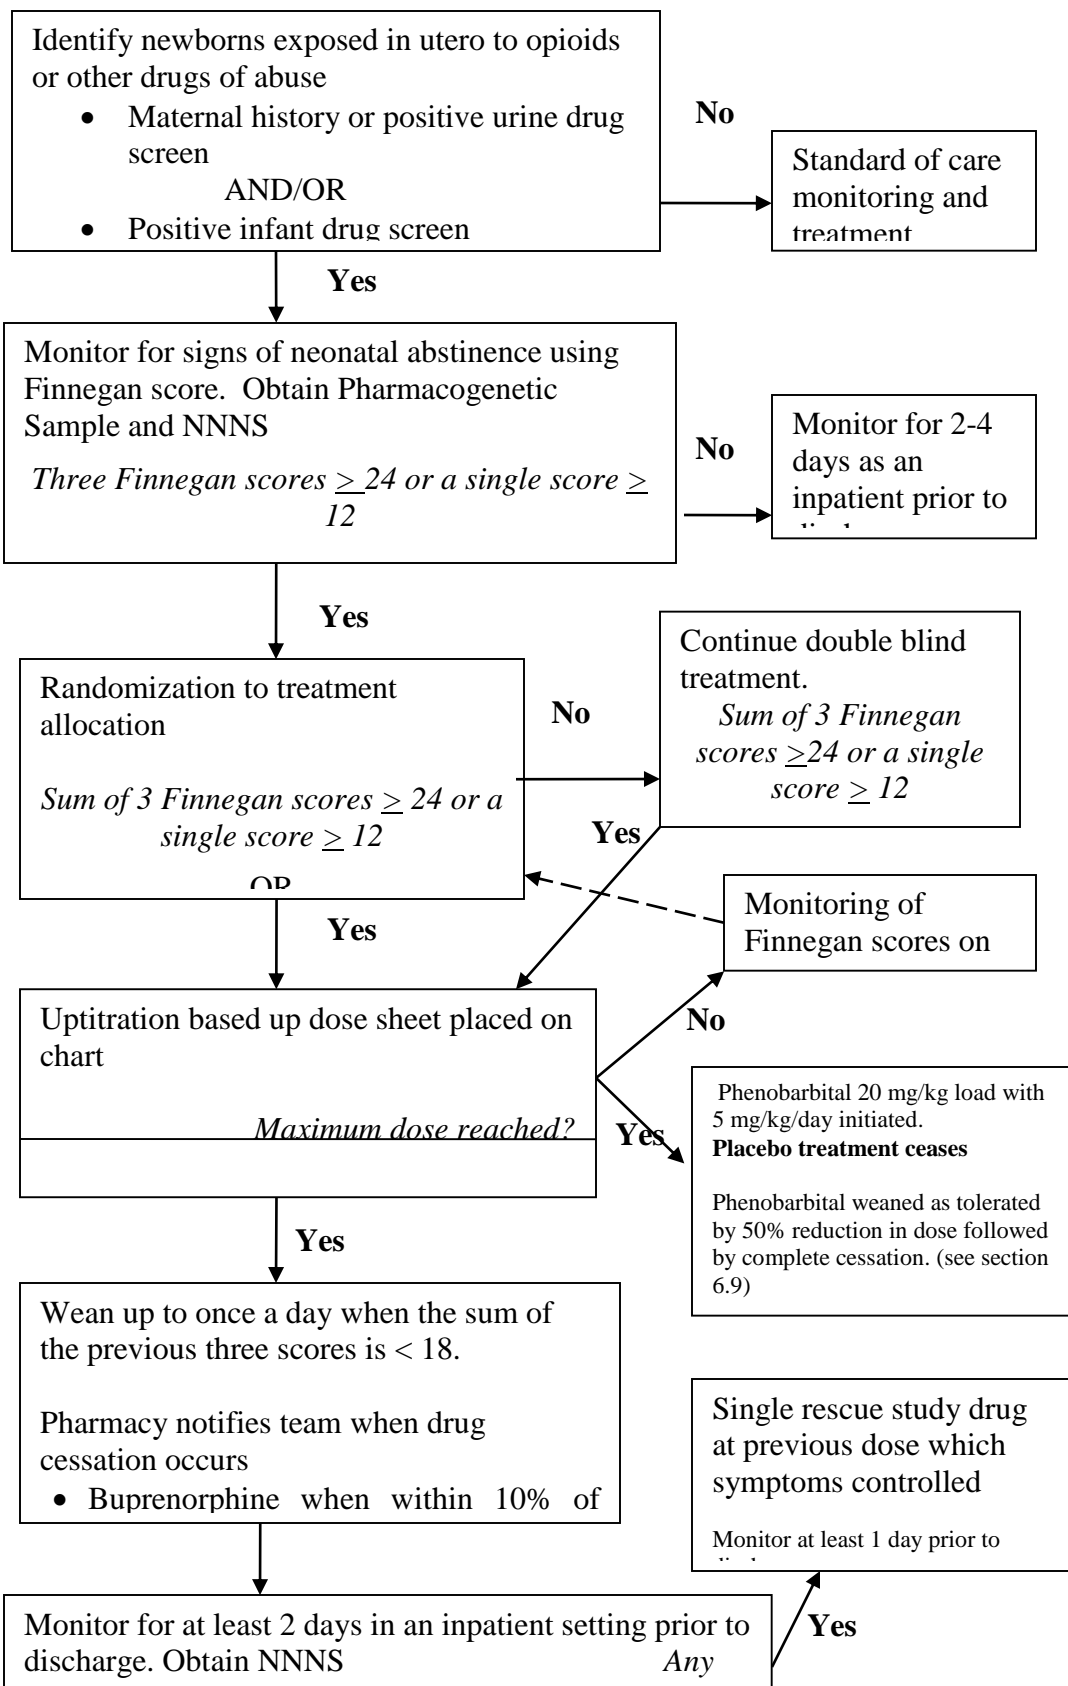 Identify newborns exposed in utero to opioids
or other drugs of abuse
• Maternal history or positive urine drug
screen
AND/OR
• Positive infant drug screen
No
Standard of care
monitoring and
treatment
Yes
Monitor for signs of neonatal abstinence using
Finnegan score. Obtain Pharmacogenetic
Sample and NNNS
Three Finnegan scores > 24 or a single score >
12
No
Monitor for 2-4
days as an
inpatient prior to
Yes
Randomization to treatment
allocation
Sum of 3 Finnegan scores > 24 or a
single score > 12
OR
No
Continue double blind
treatment.
Sum of 3 Finnegan
scores >24 or a single
score > 12
Yes
Yes
Monitoring of
Finnegan scores on
Uptitration based up dose sheet placed on
chart
Maximum dose reached?
No
Yes
Phenobarbital 20 mg/kg load with
5 mg/kg/day initiated.
Placebo treatment ceases
Phenobarbital weaned as tolerated
by 50% reduction in dose followed
by complete cessation. (see section
6.9)
Yes
Wean up to once a day when the sum of
the previous three scores is < 18.
Pharmacy notifies team when drug
cessation occurs
• Buprenorphine when within 10% of
Single rescue study drug
at previous dose which
symptoms controlled
Monitor at least 1 day prior to
Monitor for at least 2 days in an inpatient setting prior to
discharge. Obtain NNNS Any
Yes